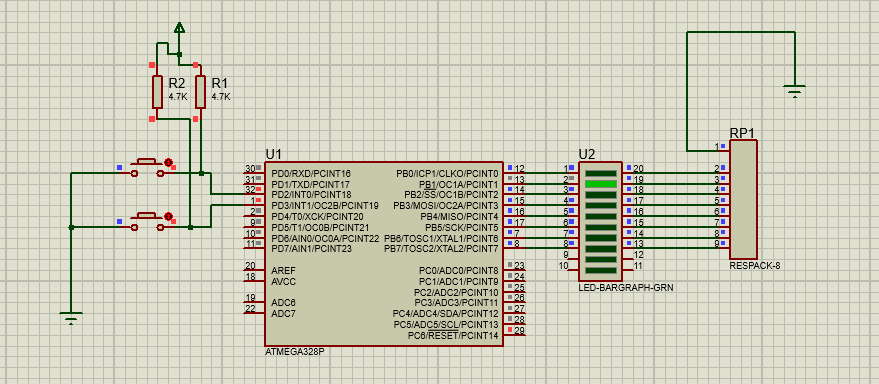 R2
4.7K
R1
4.7K
U1
30 PD0/RXD/PCINT16
31 PD1/TXD/PCINT17
32 PD2/INT0/PCINT18
1 PD3/INT1/OC2B/PCINT19
2 PD4/T0/XCK/PCINT20
9 PD5/T1/OC0B/PCINT21
10 PD6/AIN0/OC0A/PCINT22
11 PD7/AIN1/PCINT23
20 AREF
18 AVCC
19 ADC6
22 ADC7
PB0/ICP1/CLKO/PCINT0 12
PB1/OC1A/PCINT1 13
PB2/SS/OC1B/PCINT2 14
PB3/MOSI/OC2A/PCINT3 15
PB4/MISO/PCINT4 16
PB5/SCK/PCINT5 17
PB6/TOSC1/XTAL1/PCINT6 7
PB7/TOSC2/XTAL2/PCINT7 8
PC0/ADC0/PCINT8 23
PC1/ADC1/PCINT9 24
PC2/ADC2/PCINT10 25
PC3/ADC3/PCINT11 26
PC4/ADC4/SDA/PCINT12 27
PC5/ADC5/SCL/PCINT13 28
PC6/RESET/PCINT14 29
ATMEGA328P
U2
1 20
2 19
3 18
4 17
5 16
6 15
7 14
8 13
9 12
10 11
LED-BARGRAPH-GRN
RP1
1
2
3
4
5
6
7
8
9
RESPACK-8